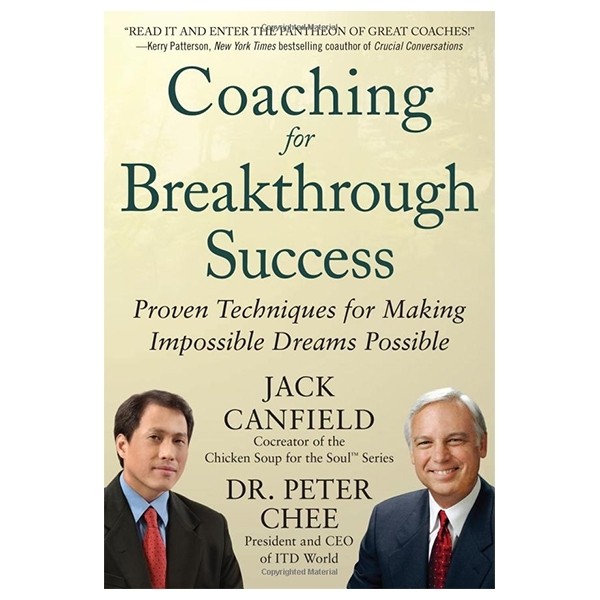 Copyrighted Material
“READ IT AND ENTER THE PANTHEON OF GREAT COACHES!”
—Kerry Patterson, New York Times bestselling coauthor of Crucial Conversations
Coaching
for
Breakthrough
Success
Proven Techniques for Making
Impossible Dreams Possible
JACK
CANFIELD
Cocreator of the
Chicken Soup for the Soul™ Series
DR. PETER
CHEE
President and CEO
of ITD World
Copyrighted Material